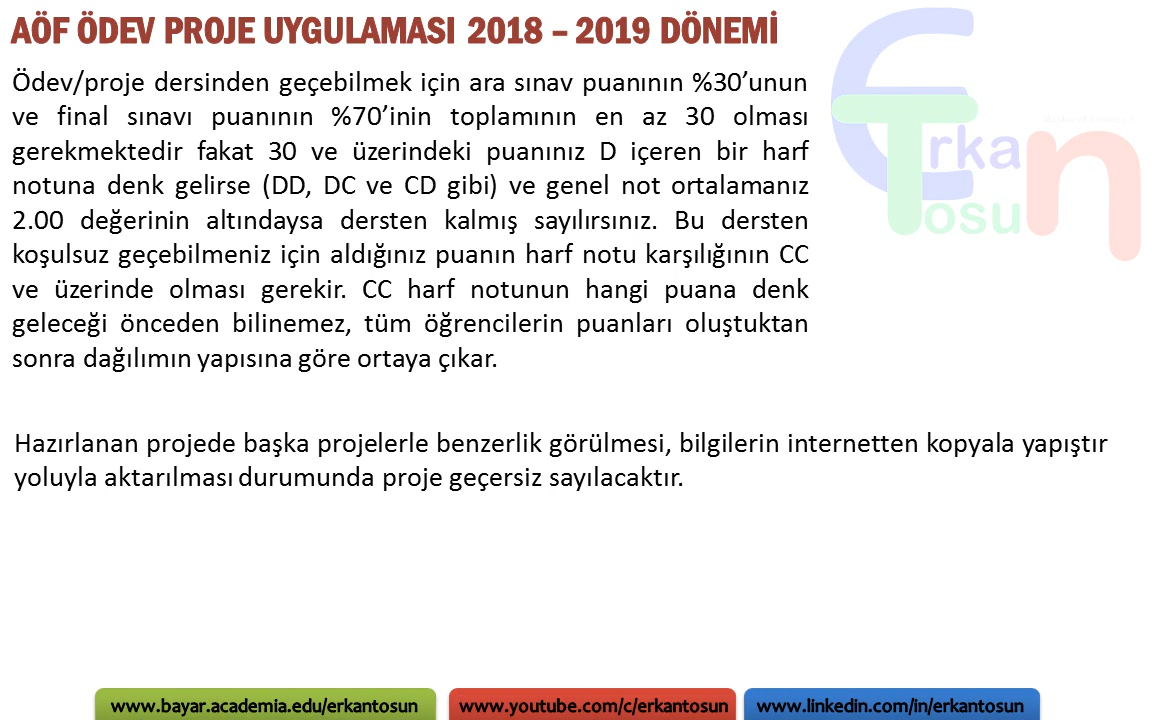 AÖF ÖDEV PROJE UYGULAMASI 2018 – 2019 DÖNEMİ
Ödev/proje dersinden geçebilmek için ara sınav puanının %30’unun
ve final sınavı puanının %70’inin toplamının en az 30 olması
gerekmektedir fakat 30 ve üzerindeki puanınız D içeren bir harf
notuna denk gelirse (DD, DC ve CD gibi) ve genel not ortalamanız
2.00 değerinin altındaysa dersten kalmış sayılırsınız. Bu dersten
koşulsuz geçebilmeniz için aldığınız puanın harf notu karşılığının CC
ve üzerinde olması gerekir. CC harf notunun hangi puana denk
geleceği önceden bilinemez, tüm öğrencilerin puanları oluştuktan
sonra dağılımın yapısına göre ortaya çıkar.
Erkan
Tosun
Hazırlanan projede başka projelerle benzerlik görülmesi, bilgilerin internetten kopyala yapıştır
yoluyla aktarılması durumunda proje geçersiz sayılacaktır.
www.bayar.academia.edu/erkantosun
www.youtube.com/c/erkantosun
www.linkedin.com/in/erkantosun